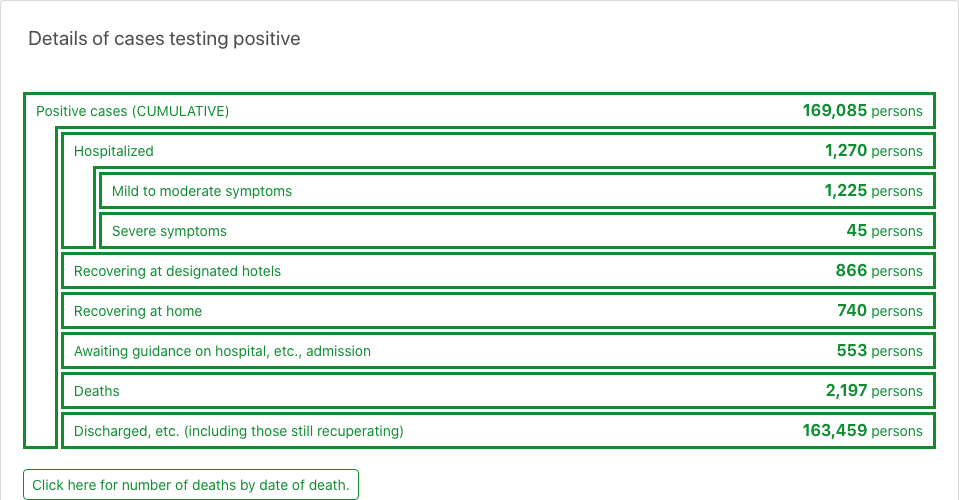 Details of cases testing positive
Positive cases (CUMULATIVE) 169,085 persons
Hospitalized 1,270 persons
Mild to moderate symptoms 1,225 persons
Severe symptoms 45 persons
Recovering at designated hotels 866 persons
Recovering at home 740 persons
Awaiting guidance on hospital, etc., admission 553 persons
Deaths 2,197 persons
Discharged, etc. (including those still recuperating) 163,459 persons
Click here for number of deaths by date of death.